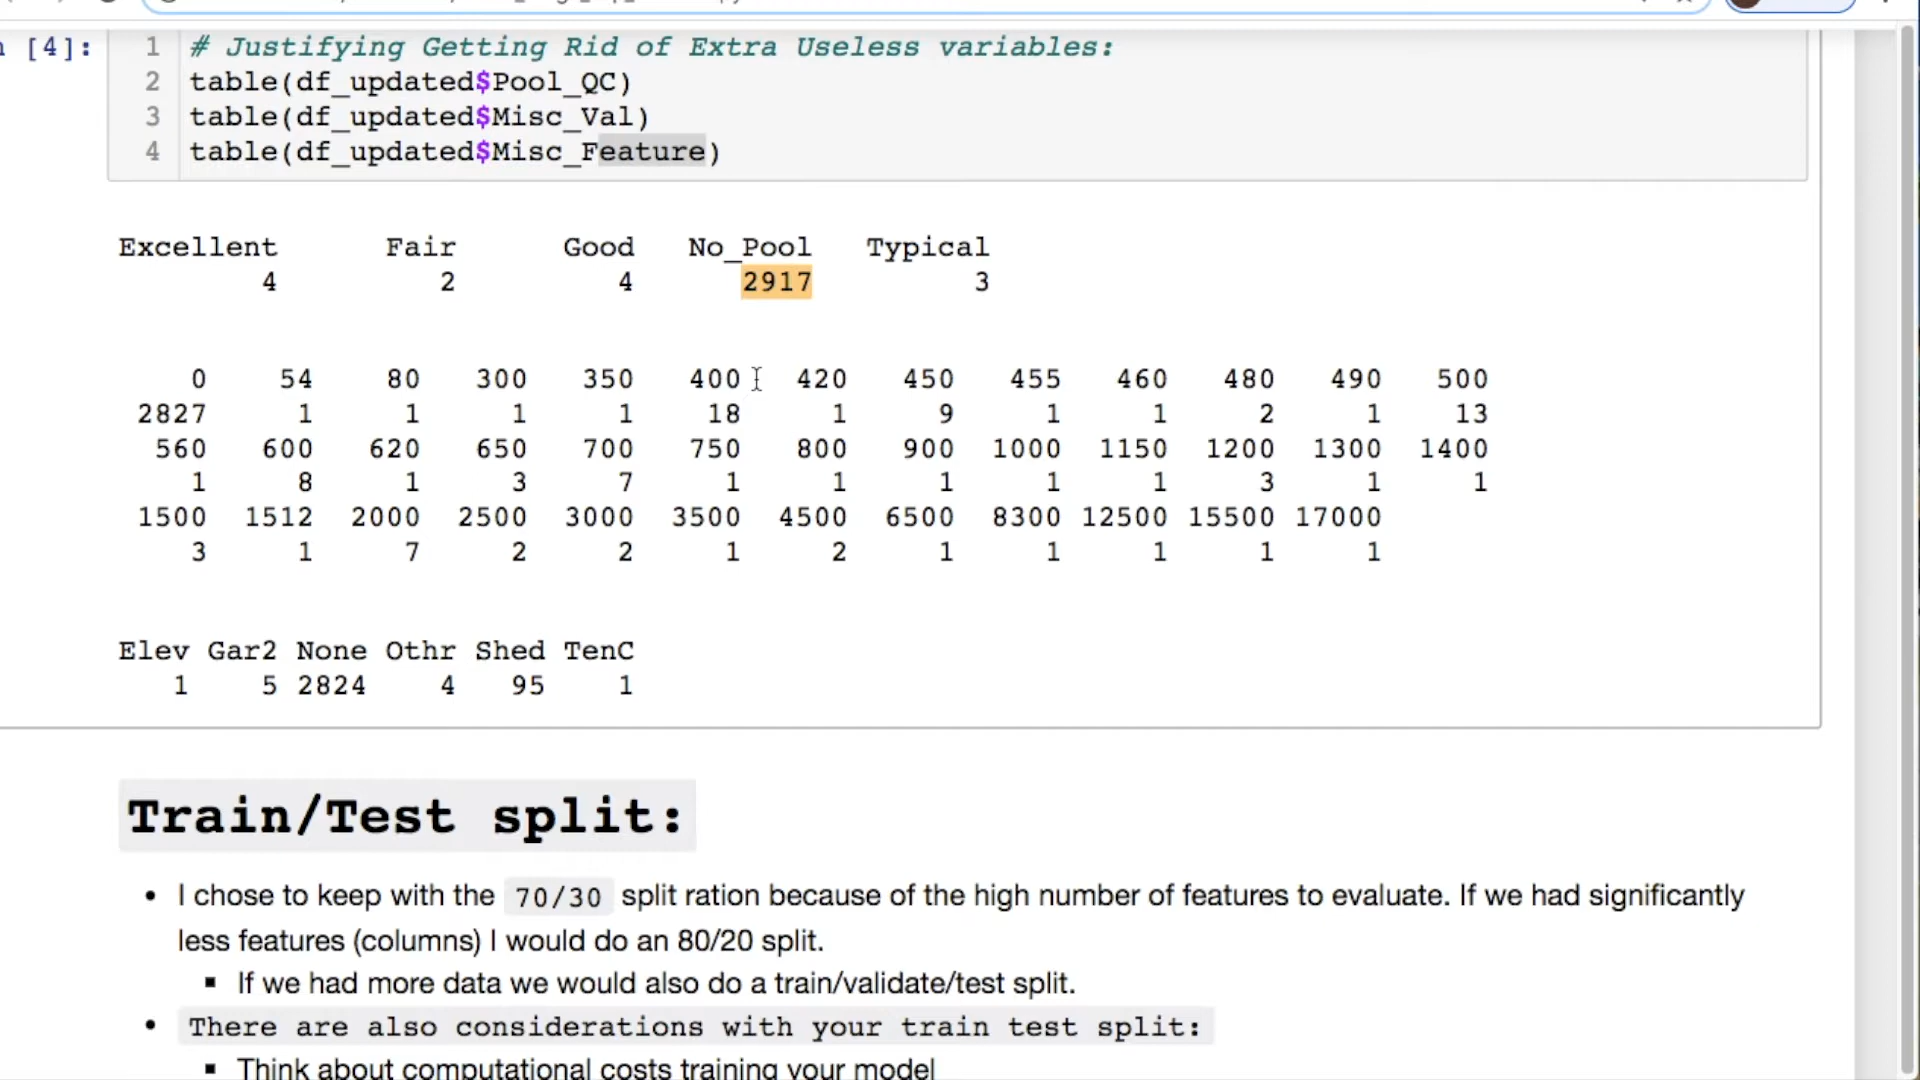 [4]:
1 # Justifying Getting Rid of Extra Useless variables:
2 table(df_updated$Pool_QC)
3 table(df_updated$Misc_Val)
4 table(df_updated$Misc_Feature)
Excellent Fair Good No_Pool Typical
4 2 4 2917 3
0 54 80 300 350 400 420 450 455 460 480 490 500
2827 1 1 1 1 18 1 9 1 1 2 1 13
560 600 620 650 700 750 800 900 1000 1150 1200 1300 1400
1 8 1 3 7 1 1 1 1 1 3 1 1
1500 1512 2000 2500 3000 3500 4500 6500 8300 12500 15500 17000
3 1 7 2 2 1 2 1 1 1 1 1
Elev Gar2 None Othr Shed TenC
1 5 2824 4 95 1
Train/Test split:
• I chose to keep with the 70/30 split ration because of the high number of features to evaluate. If we had significantly
less features (columns) I would do an 80/20 split.
▪ If we had more data we would also do a train/validate/test split.
• There are also considerations with your train test split:
▪ Think about computational costs training your model